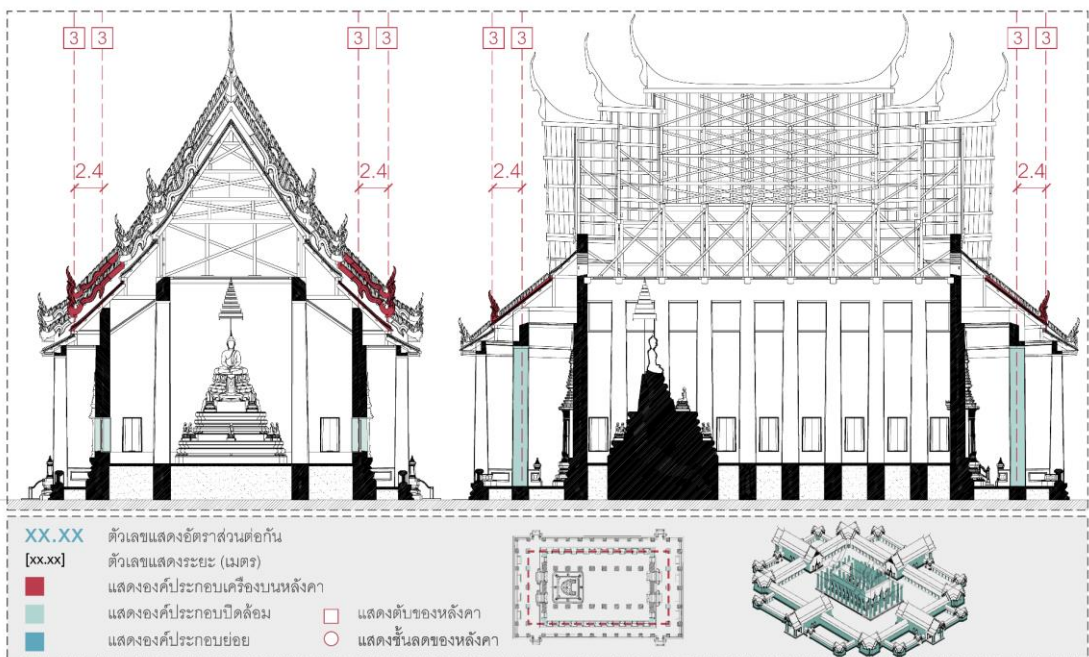 3 3 3 3 3 3 3 3
2.4 2.4 2.4 2.4
XX.XX ตัวเลขแสดงอัตราส่วนต่อกัน
[xx.xx] ตัวเลขแสดงระยะ (เมตร)
แสดงองค์ประกอบเครื่องบนหลังคา
แสดงองค์ประกอบปิดล้อม แสดงตับของหลังคา
แสดงองค์ประกอบย่อย แสดงชั้นลดของหลังคา